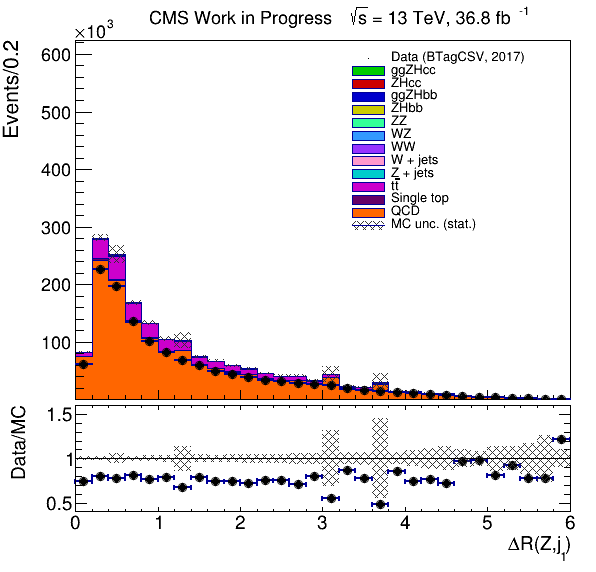 CMS Work in Progress √s = 13 TeV, 36.8 fb⁻¹
×10³
Events/0.2
600
500
400
300
200
100
Data (BTagCSV, 2017)
ggZHcc
ZHcc
ggZHbb
ZHbb
ZZ
WZ
WW
W + jets
Z + jets
tt̄
Single top
QCD
MC unc. (stat.)
Data/MC
1.5
1
0.5
0 1 2 3 4 5 6
ΔR(Z,j₁)